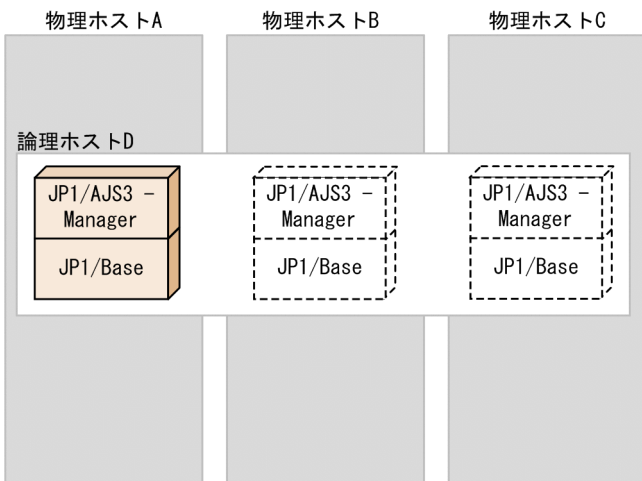 物理ホストA
物理ホストB
物理ホストC
論理ホストD
JP1/AJS3 -
Manager
JP1/Base
JP1/AJS3 -
Manager
JP1/Base
JP1/AJS3 -
Manager
JP1/Base